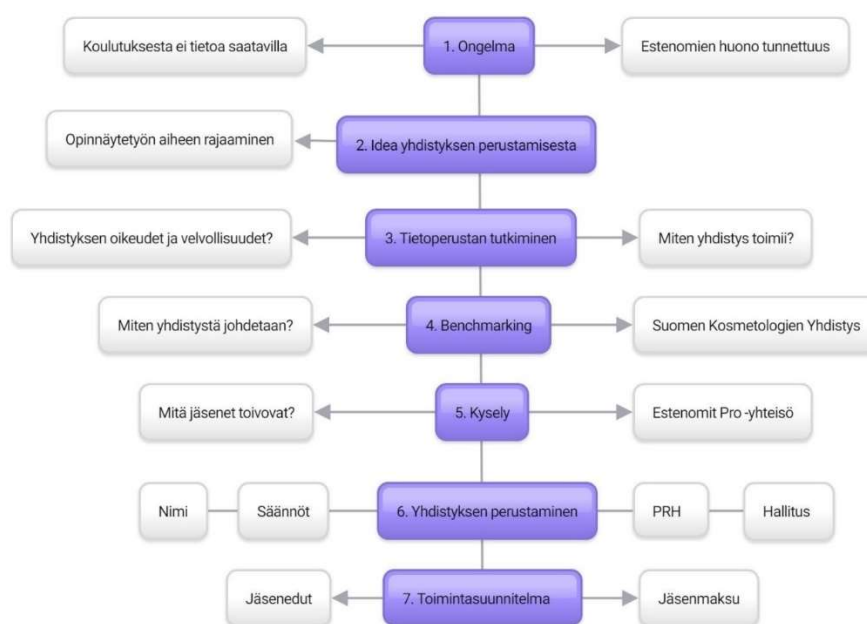 Koulutuksesta ei tietoa saatavilla
1. Ongelma
Estenomien huono tunnettuus
Opinnäytetyön aiheen rajaaminen
2. Idea yhdistyksen perustamisesta
Yhdistyksen oikeudet ja velvollisuudet?
3. Tietoperustan tutkiminen
Miten yhdistys toimii?
Miten yhdistystä johdetaan?
4. Benchmarking
Suomen Kosmetologien Yhdistys
Mitä jäsenet toivovat?
5. Kysely
Estenomit Pro -yhteisö
Nimi
Säännöt
6. Yhdistyksen perustaminen
PRH
Hallitus
Jäsenedut
7. Toimintasuunnitelma
Jäsenmaksu